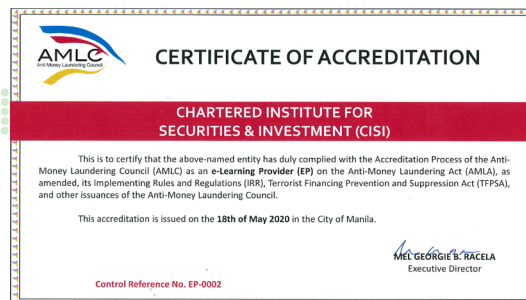 AMLC
Anti-Money Laundering Council
CERTIFICATE OF ACCREDITATION
CHARTERED INSTITUTE FOR
SECURITIES & INVESTMENT (CISI)
This is to certify that the above-named entity has duly complied with the Accreditation Process of the Anti-
Money Laundering Council (AMLC) as an e-Learning Provider (EP) on the Anti-Money Laundering Act (AMLA), as
amended, its Implementing Rules and Regulations (IRR), Terrorist Financing Prevention and Suppression Act (TFPSA),
and other issuances of the Anti-Money Laundering Council.
This accreditation is issued on the 18th of May 2020 in the City of Manila.
MEL GEORGIE B. RACELA
Executive Director
Control Reference No. EP-0002